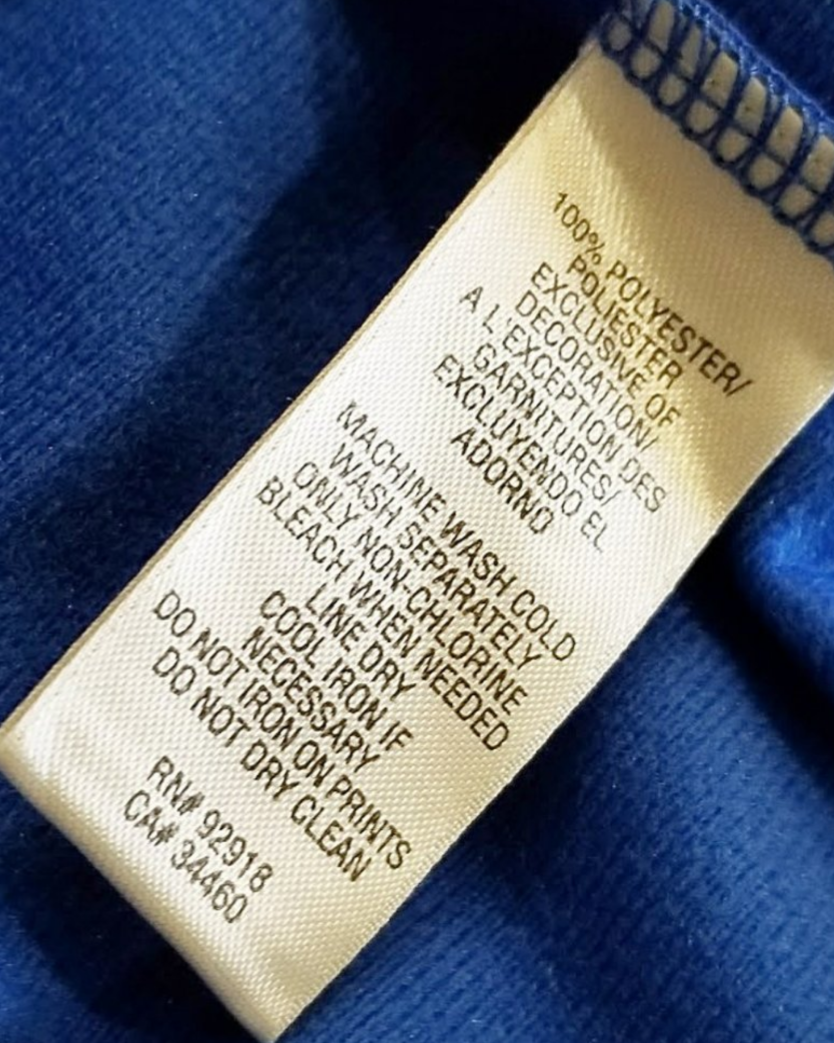 100% POLYESTER/
POLIESTER
EXCLUSIVE OF
DECORATION/
A L EXCEPTION DES
GARNITURES/
EXCLUYENDO EL
ADORNO
MACHINE WASH COLD
WASH SEPARATELY
ONLY NON-CHLORINE
BLEACH WHEN NEEDED
LINE DRY
COOL IRON IF
NECESSARY
DO NOT IRON ON PRINTS
DO NOT DRY CLEAN
RN# 92918
CA# 34460